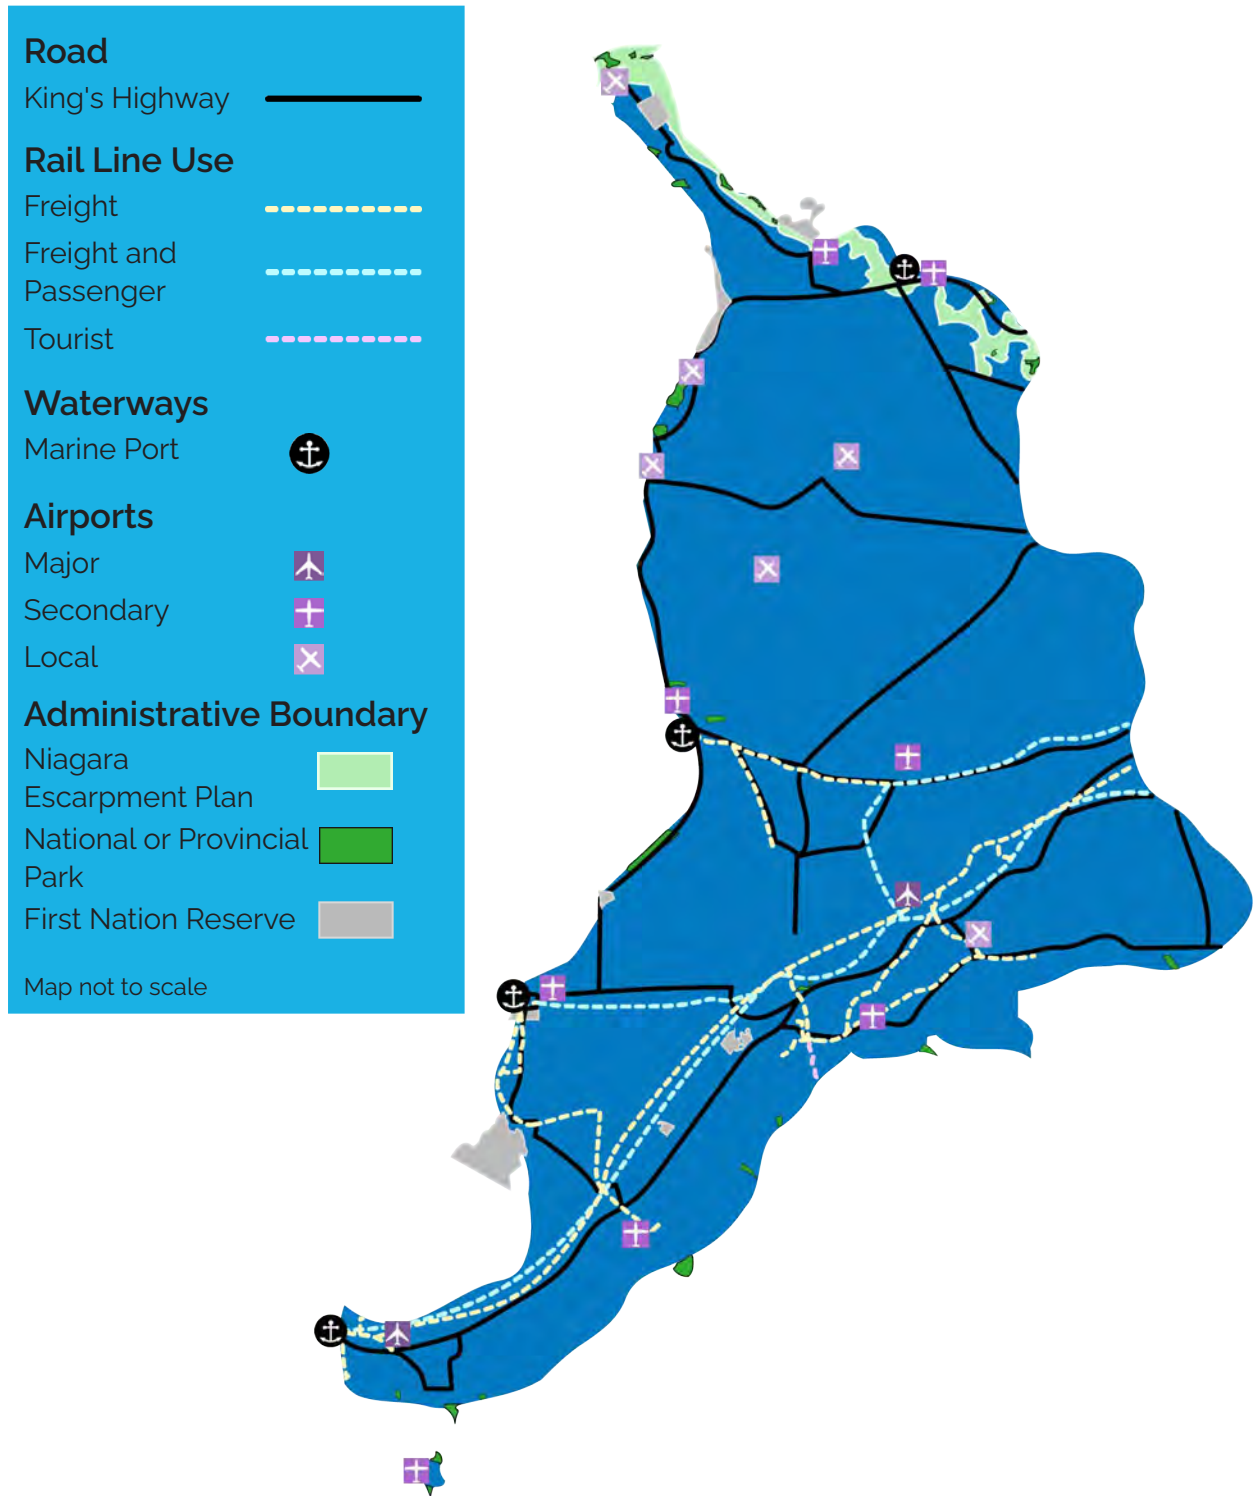 Road
King's Highway
Rail Line Use
Freight
Freight and
Passenger
Tourist
Waterways
Marine Port
Airports
Major
Secondary
Local
Administrative Boundary
Niagara
Escarpment Plan
National or Provincial
Park
First Nation Reserve
Map not to scale